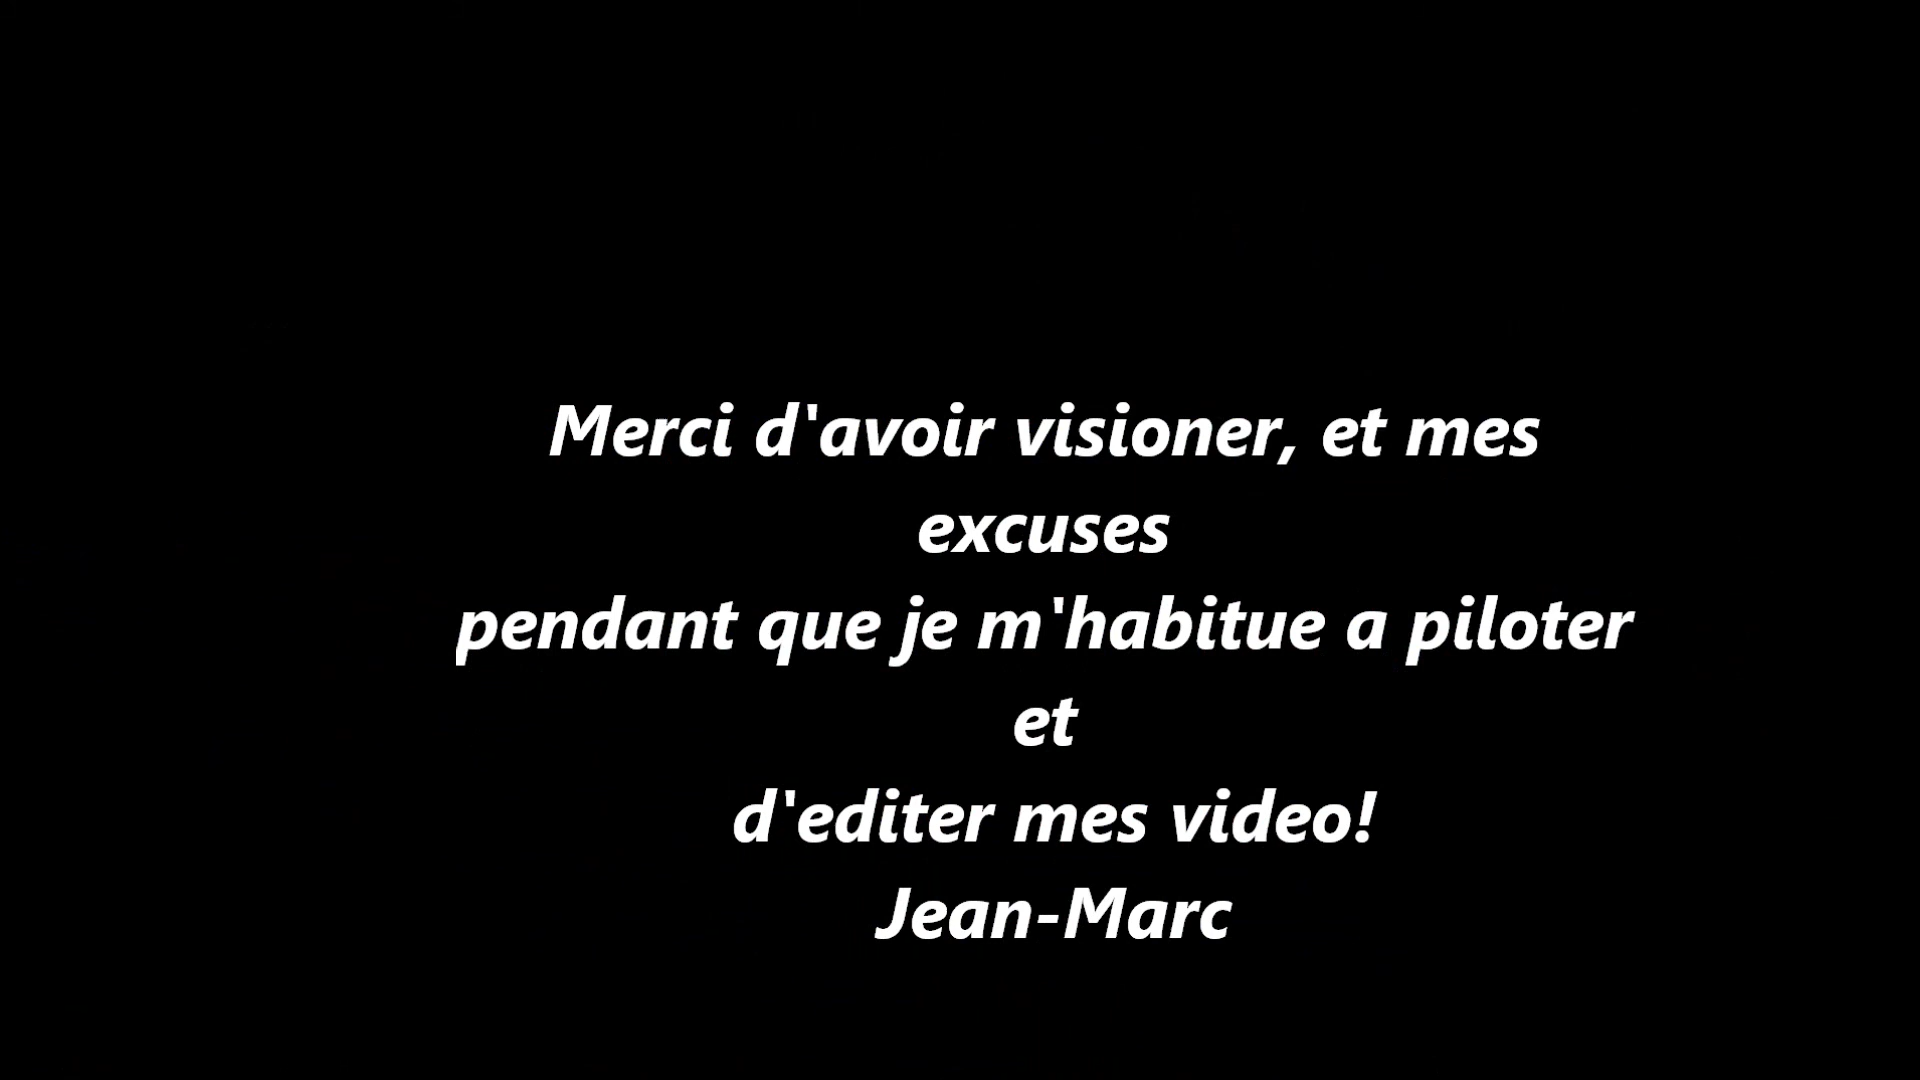 Merci d'avoir visioner, et mes
excuses
pendant que je m'habitue a piloter
et
d'editer mes video!
Jean-Marc